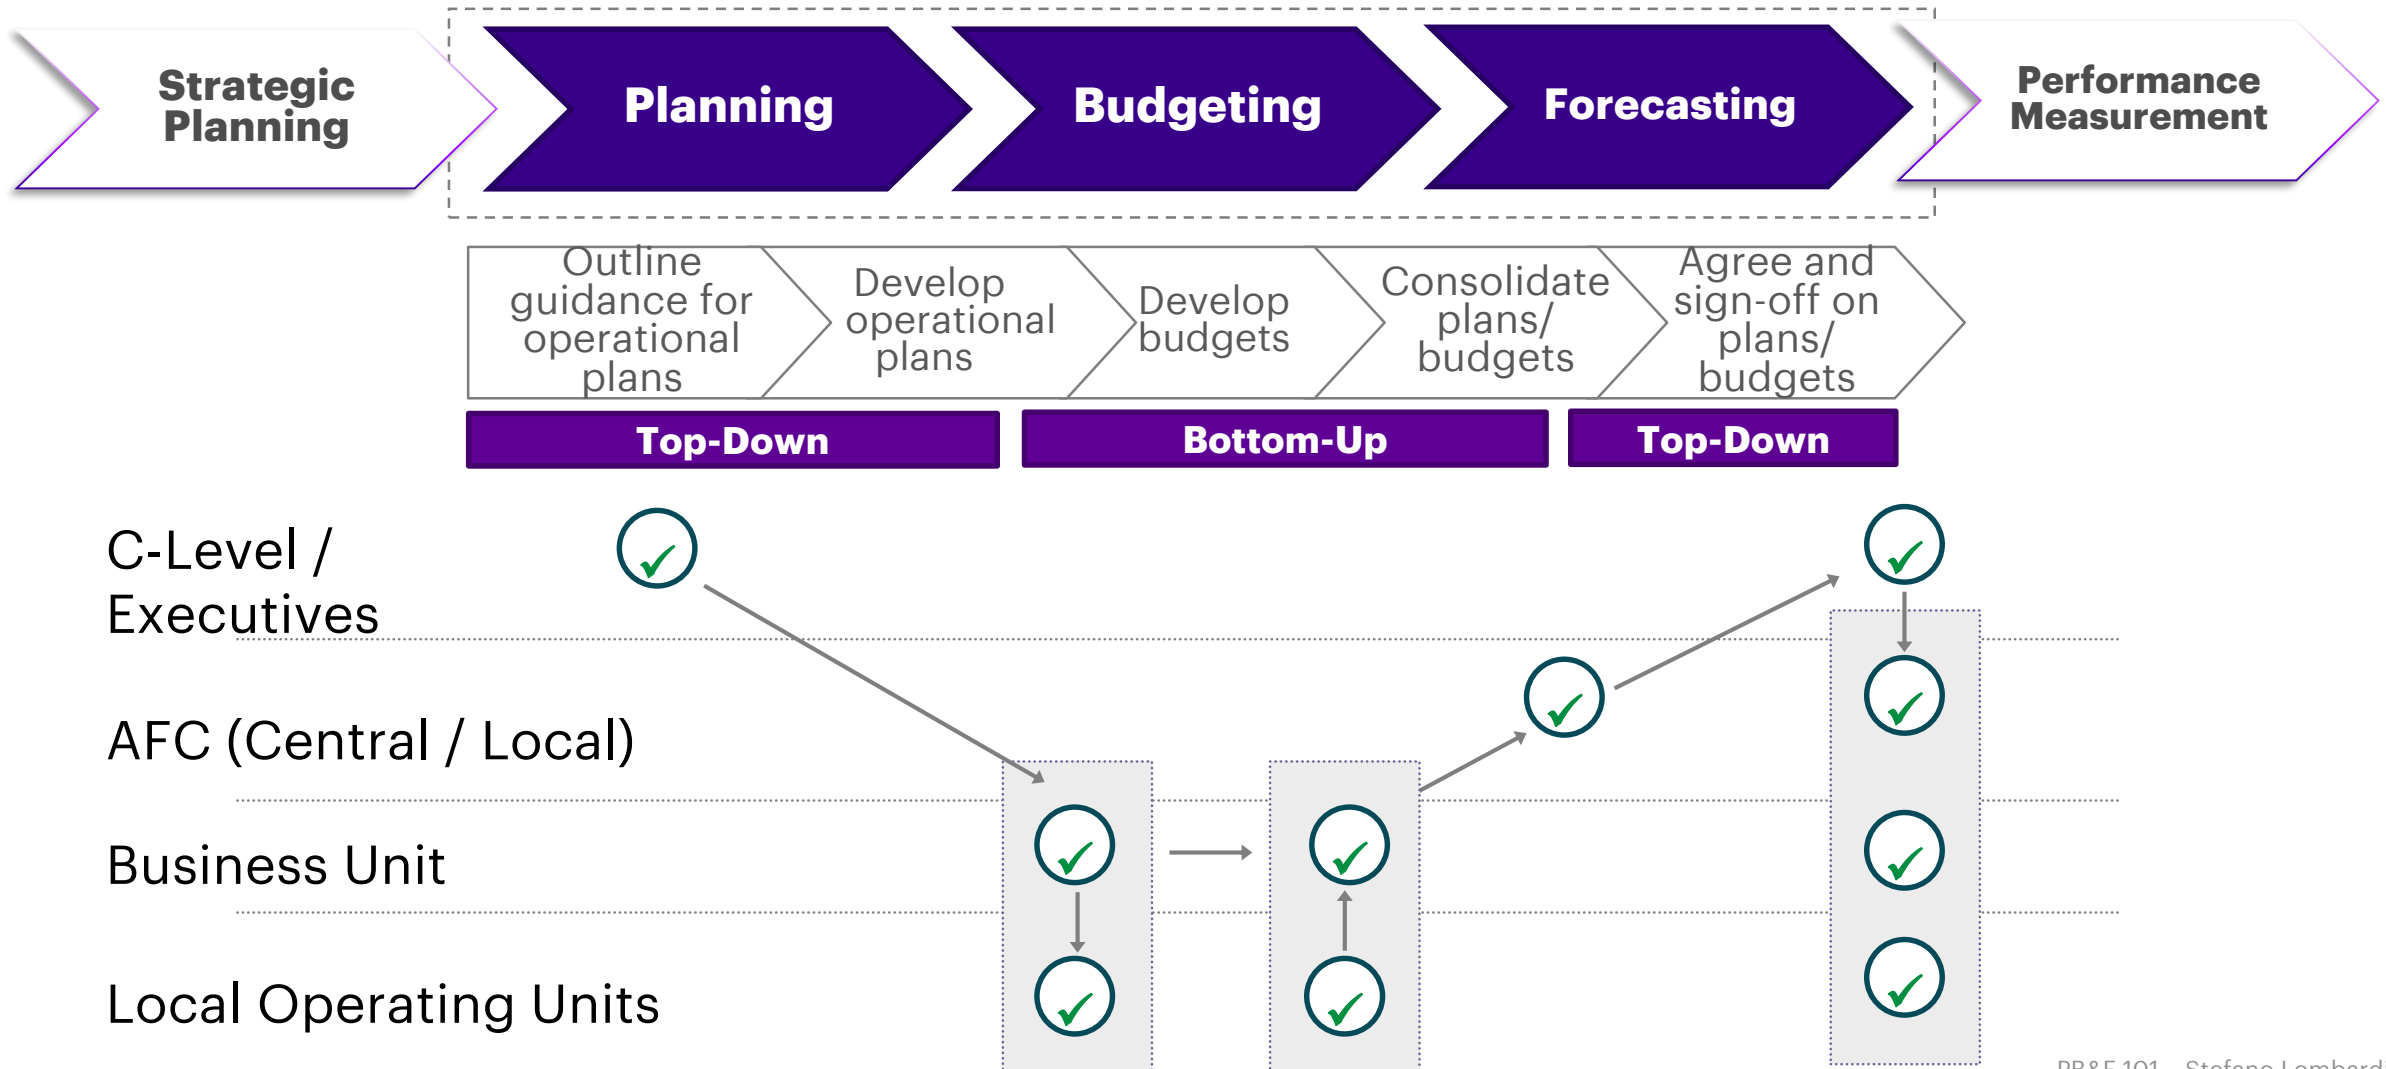 Strategic
Planning
Planning
Budgeting
Forecasting
Performance
Measurement
Outline
guidance for
operational
plans
Develop
operational
plans
Develop
budgets
Consolidate
plans/
budgets
Agree and
sign-off on
plans/
budgets
Top-Down
Bottom-Up
Top-Down
C-Level /
Executives
AFC (Central / Local)
Business Unit
Local Operating Units
101 Stefano